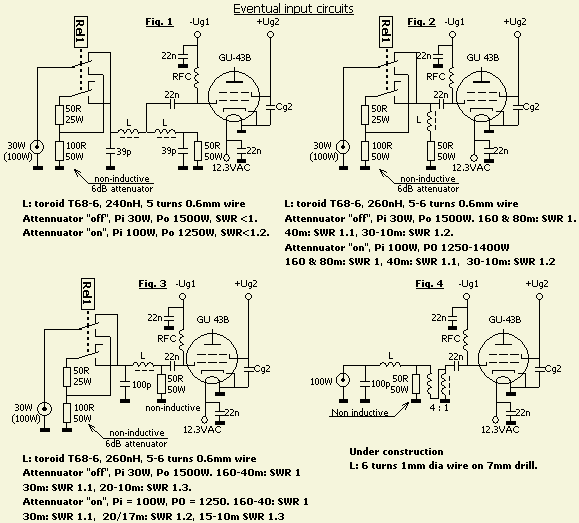 Eventual input circuits
Fig. 1
-Ug1
+Ug2
Rel1
22n
RFC
GU-43B
22n
Cg2
50R
25W
L
L
30W
(100W)
100R
50W
39p
39p
50R
50W
22n
12.3VAC
non-inductive
6dB attenuator
L: toroid T68-6, 240nH, 5 turns 0.6mm wire
Attennuator "off", Pi 30W, Po 1500W, SWR <1.
Attennuator "on", Pi 100W, Po 1250W, SWR<1.2.
Fig. 2
-Ug1
+Ug2
Rel1
22n
RFC
GU-43B
22n
Cg2
50R
25W
L
30W
(100W)
100R
50W
50R
50W
22n
12.3VAC
non-inductive
6dB attenuator
L: toroid T68-6, 260nH, 5-6 turns 0.6mm wire
Attenuator "off", Pi 30W, Po 1500W. 160 & 80m: SWR 1.
40m: SWR 1.1, 30-10m: SWR 1.2.
Attenuator "on", Pi 100W, P0 1250-1400W
160 & 80m: SWR 1, 40m: SWR 1.1, 30-10m: SWR 1.2
Fig. 3
-Ug1
+Ug2
Rel1
22n
RFC
GU 43B
L
22n
Cg2
50R
25W
100p
50R
50W
30W
(100W)
100R
50W
non-inductive
22n
12.3VAC
non-inductive
6dB attenuator
L: toroid T68-6, 260nH, 5-6 turns 0.6mm wire
Attenuator "off", Pi 30W, Po 1500W. 160-40m: SWR 1
30m: SWR 1.1, 20-10m: SWR 1.3.
Attenuator "on", Pi = 100W, P0 = 1250. 160-40: SWR 1
30m: SWR 1.1, 20/17m: SWR 1.2, 15-10m SWR 1.3
Fig. 4
-Ug1
+Ug2
22n
RFC
GU-43B
L
22n
Cg2
100W
100p
50R
50W
4 : 1
Non inductive
22n
12.3VAC
Under construction
L: 6 turns 1mm dia wire on 7mm drill.